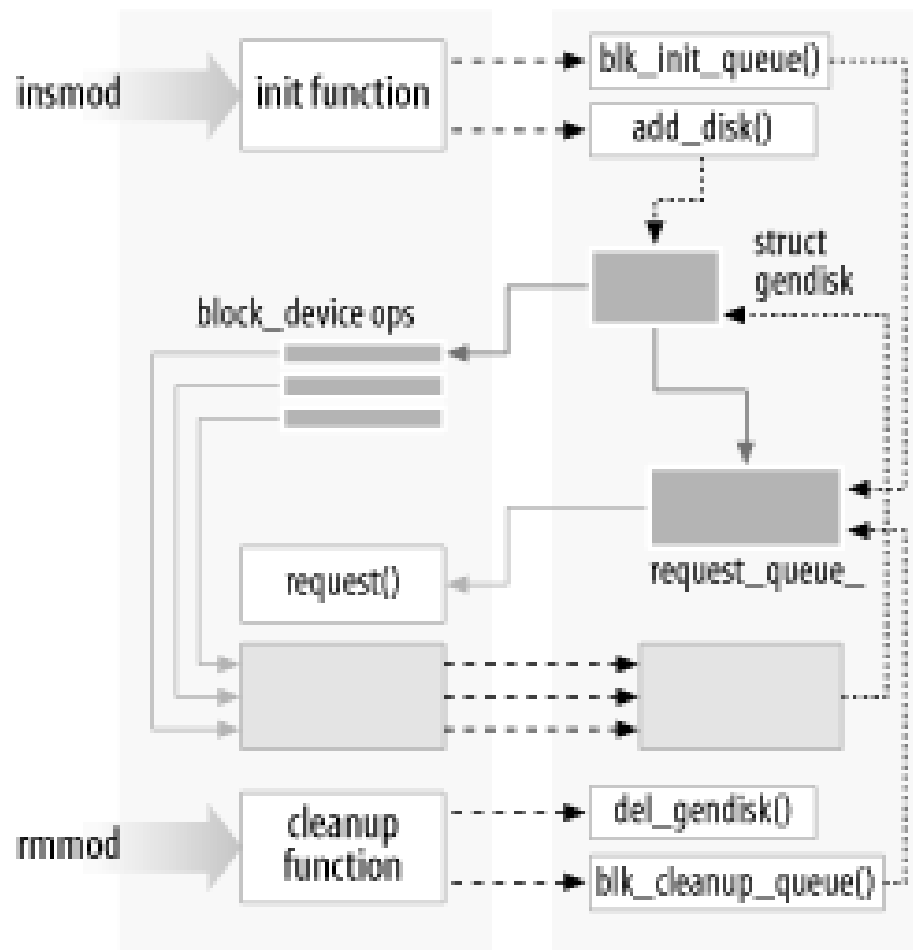 insmod
init function
blk_init_queue()
add_disk()
struct
gendisk
block_device ops
request()
request_queue_
rmmod
cleanup
function
del_gendisk()
blk_cleanup_queue()